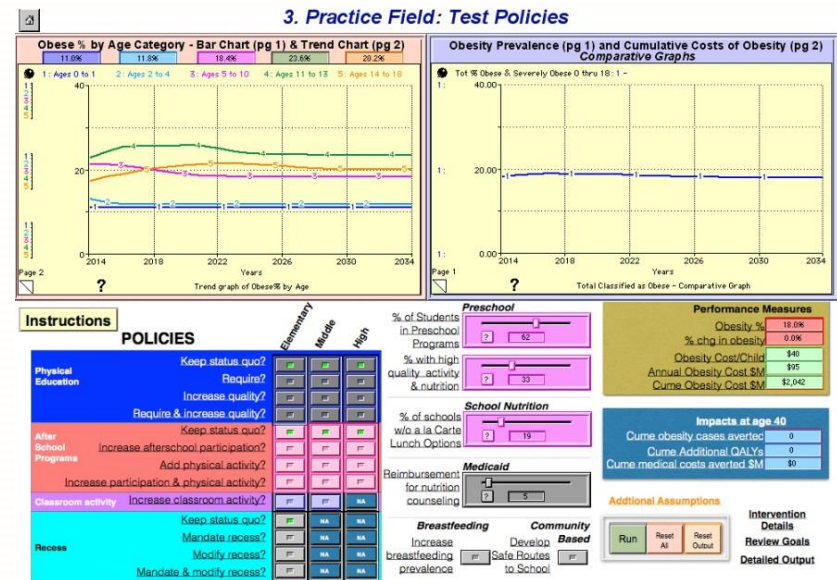 3. Practice Field: Test Policies
Obese % by Age Category - Bar Chart (pg 1) & Trend Chart (pg 2)
11.0% 11.8% 18.4% 23.6% 20.2%
1: Ages 0 to 1 2: Ages 2 to 4 3: Ages 5 to 10 4: Ages 11 to 13 5: Ages 14 to 18
40
20
0
2014 2018 2022 2026 2030 2034
Page 2
Years
?
Trend graph of Obese% by Age
Obesity Prevalence (pg 1) and Cumulative Costs of Obesity (pg 2)
Comparative Graphs
Tot % Obese & Severely Obese 0 thru 18: 1 -
1: 40.00
1: 20.00
1: 0.00
2014 2018 2022 2026 2030 2034
Page 1
Years
?
Total Classified as Obese - Comparative Graph
Instructions
POLICIES
Elementary
Middle
High
Physical Education
Keep status quo?
Require?
Increase quality?
Require & increase quality?
After School Programs
Keep status quo?
Increase afterschool participation?
Add physical activity?
Increase participation & physical activity?
Classroom activity
Increase classroom activity? NA
Recess
Keep status quo? NA NA
Mandate recess? NA NA
Modify recess? NA NA
Mandate & modify recess? NA NA
Preschool
% of Students
in Preschool
Programs
? 62
% with high
quality activity
& nutrition
? 33
School Nutrition
% of schools
w/o a la Carte
Lunch Options
? 19
Medicaid
Reimbursement
for nutrition
counseling
? 5
Breastfeeding
Increase
breastfeeding
prevalence
Community
Based
Develop
Safe Routes
to School
Performance Measures
Obesity % 18.0%
% chg in obesity 0.0%
Obesity Cost/Child $40
Annual Obesity Cost $M $95
Cume Obesity Cost $M $2,042
Impacts at age 40
Cume obesity cases averted 0
Cume Additional QALYs 0
Cume medical costs averted $M $0
Addtional Assumptions
Run
Reset All
Reset Output
Intervention
Details
Review Goals
Detailed Output